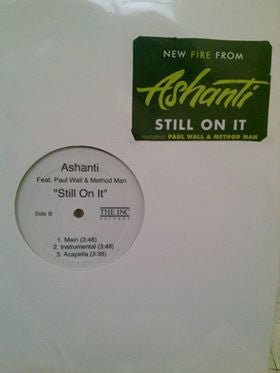 NEW FIRE FROM
Ashanti
STILL ON IT
FEATURING PAUL WALL & METHOD MAN
Ashanti
Feat. Paul Wall & Method Man
"Still On It"
Side B
THE INC
RECORDS
1. Main (3:48)
2. Instrumental (3:48)
3. Acapella (3:38)